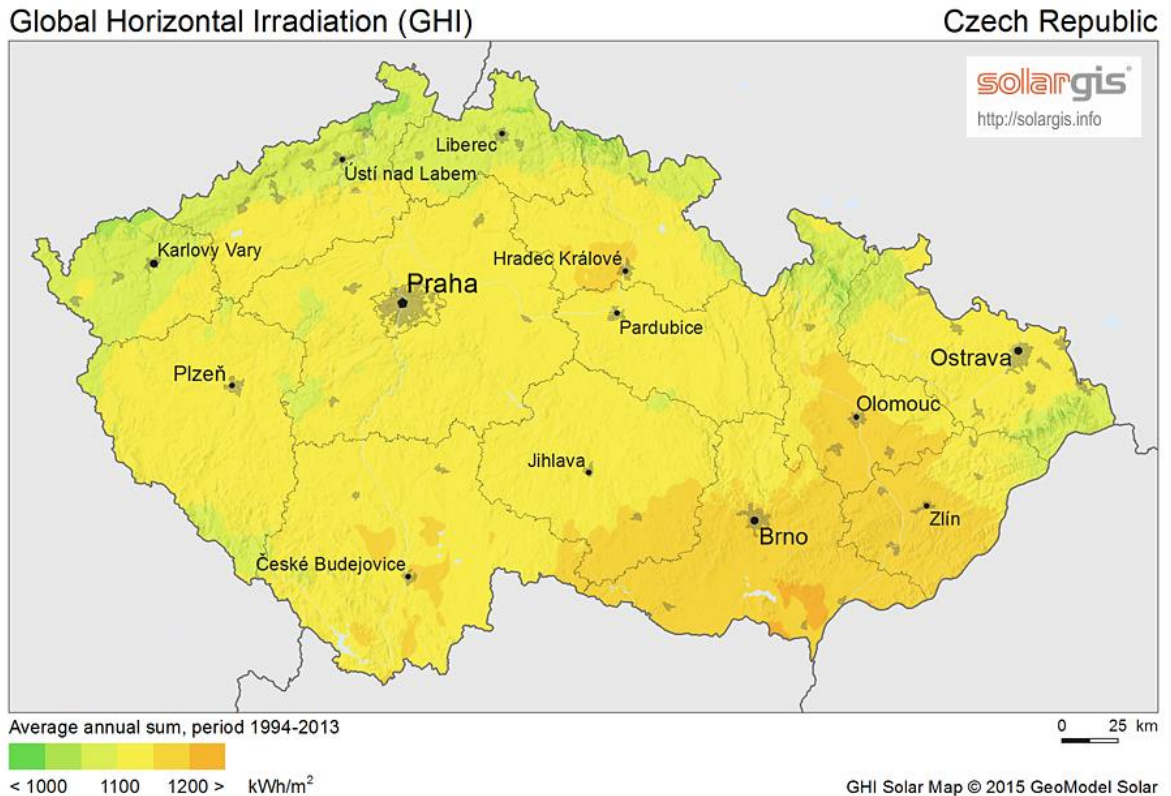 Global Horizontal Irradiation (GHI)
Czech Republic
solargis
http://solargis.info
Liberec
Ústí nad Labem
Karlovy Vary
Hradec Králové
Praha
Pardubice
Ostrava
Plzeň
Olomouc
Jihlava
Zlín
Brno
České Budejovice
Average annual sum, period 1994-2013
0 25 km
< 1000 1100 1200 > kWh/m²
GHI Solar Map © 2015 GeoModel Solar